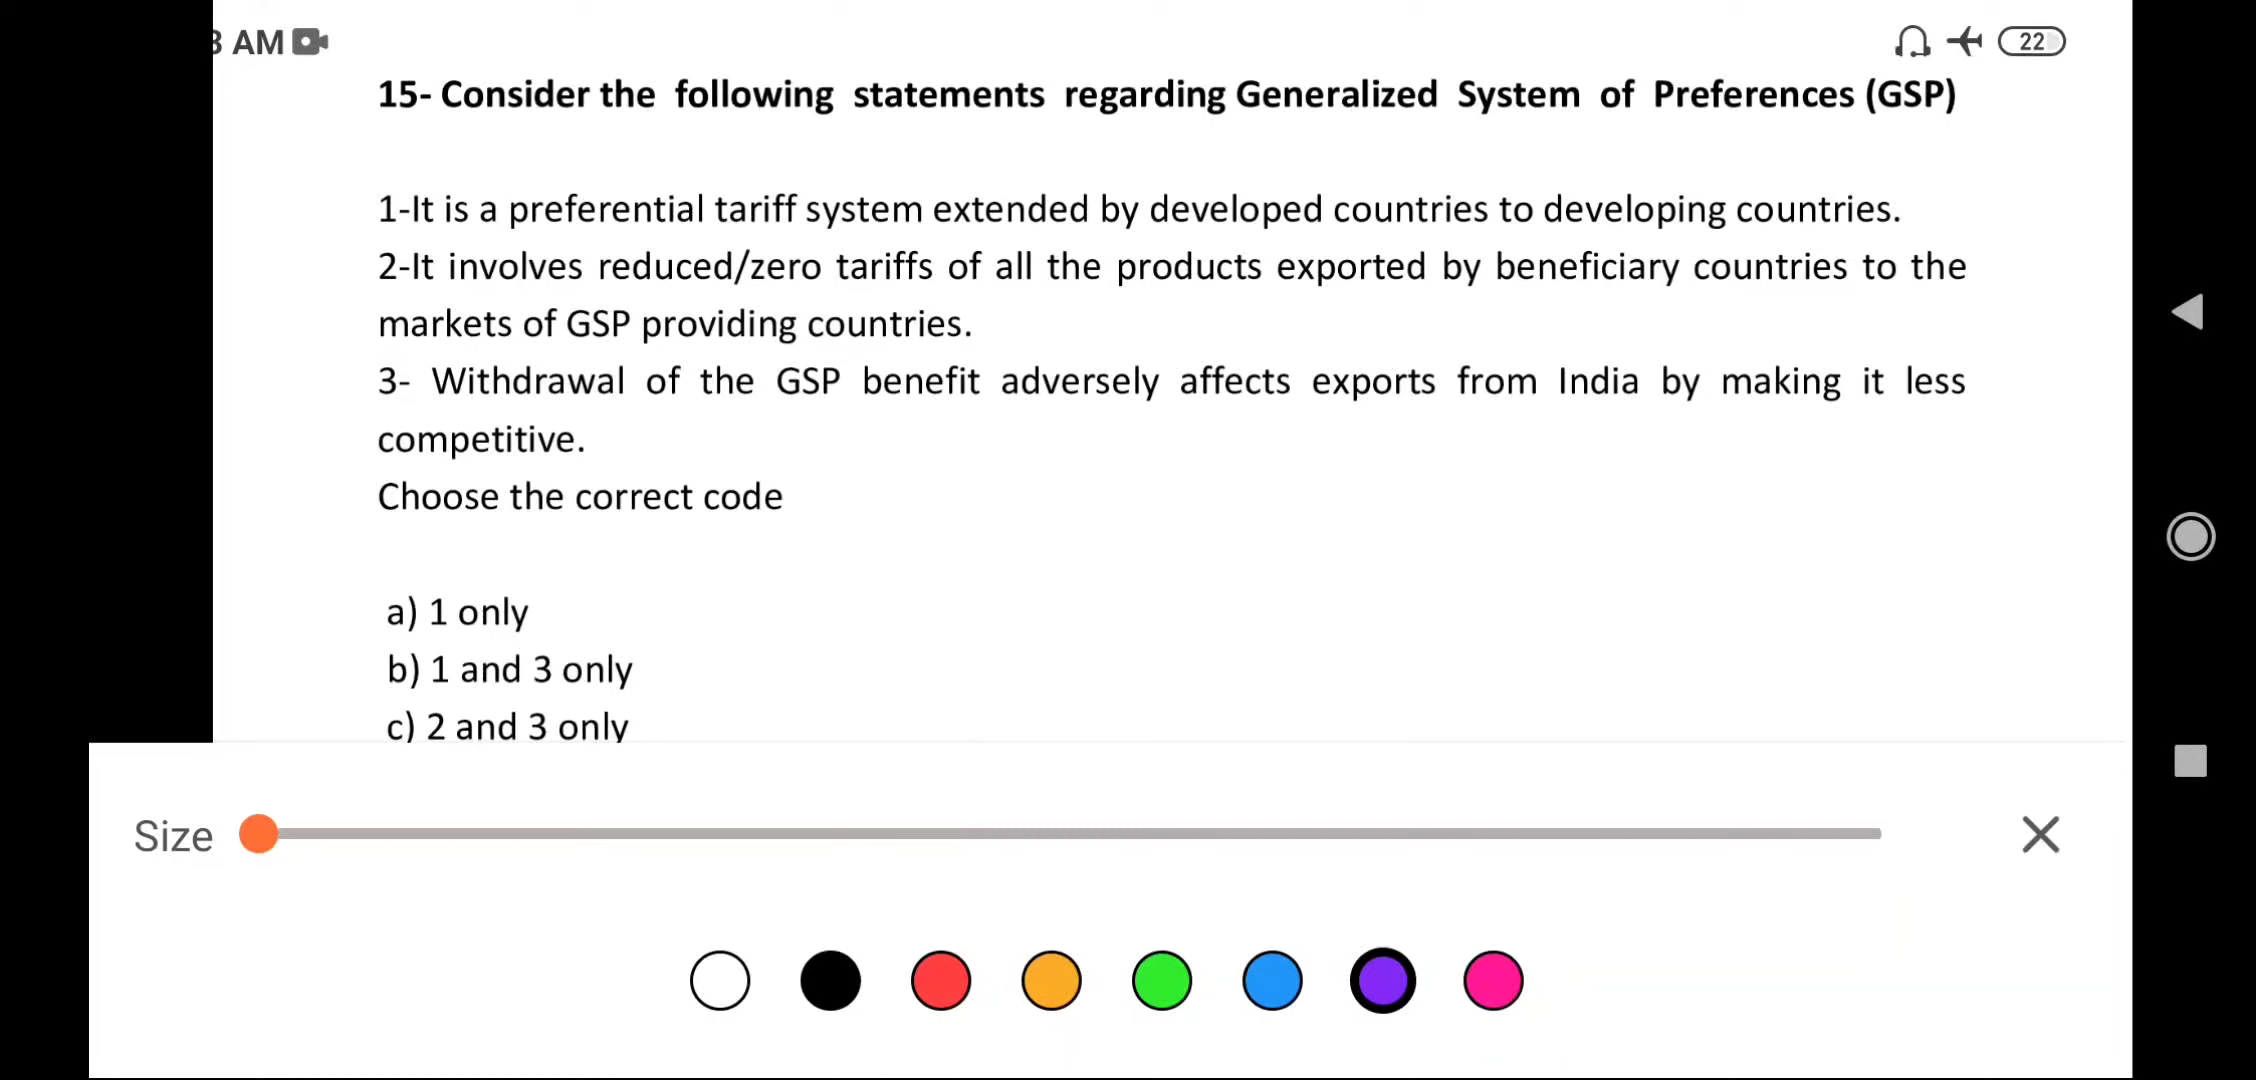 3 AM
22
15- Consider the following statements regarding Generalized System of Preferences (GSP)
1-It is a preferential tariff system extended by developed countries to developing countries.
2-It involves reduced/zero tariffs of all the products exported by beneficiary countries to the
markets of GSP providing countries.
3- Withdrawal of the GSP benefit adversely affects exports from India by making it less
competitive.
Choose the correct code
a) 1 only
b) 1 and 3 only
c) 2 and 3 only
Size